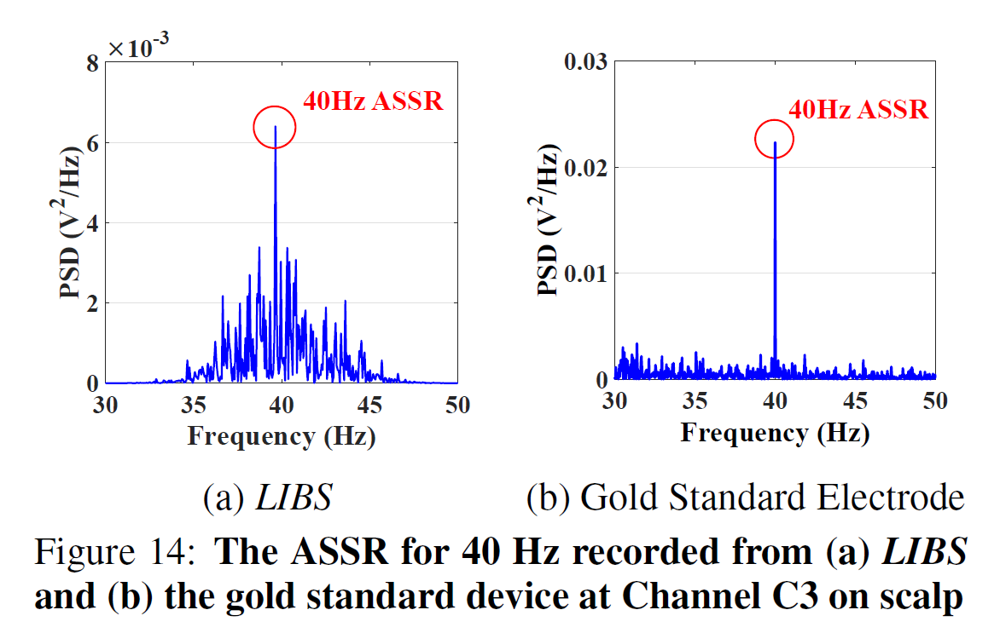 ×10-3
8
6
4
2
0
30 35 40 45 50
PSD (V2/Hz)
Frequency (Hz)
40Hz ASSR
(a) LIBS
0.03
0.02
0.01
0
30 35 40 45 50
PSD (V2/Hz)
Frequency (Hz)
40Hz ASSR
(b) Gold Standard Electrode
Figure 14: The ASSR for 40 Hz recorded from (a) LIBS
and (b) the gold standard device at Channel C3 on scalp